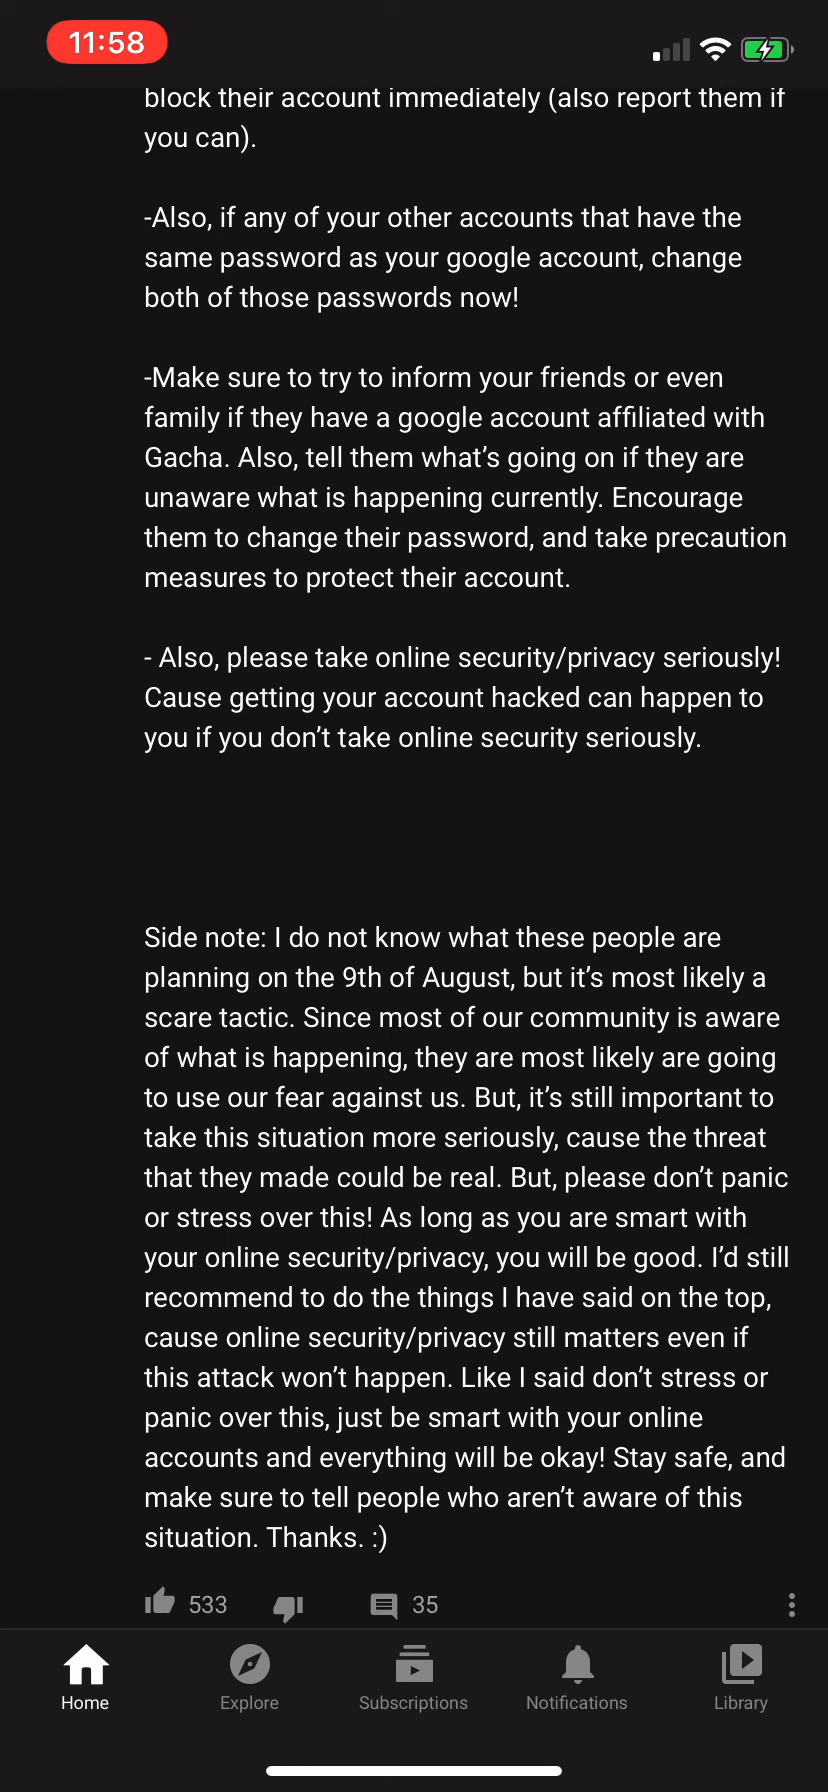 11:58
block their account immediately (also report them if
you can).
-Also, if any of your other accounts that have the
same password as your google account, change
both of those passwords now!
-Make sure to try to inform your friends or even
family if they have a google account affiliated with
Gacha. Also, tell them what's going on if they are
unaware what is happening currently. Encourage
them to change their password, and take precaution
measures to protect their account.
- Also, please take online security/privacy seriously!
Cause getting your account hacked can happen to
you if you don't take online security seriously.
Side note: I do not know what these people are
planning on the 9th of August, but it's most likely a
scare tactic. Since most of our community is aware
of what is happening, they are most likely are going
to use our fear against us. But, it's still important to
take this situation more seriously, cause the threat
that they made could be real. But, please don't panic
or stress over this! As long as you are smart with
your online security/privacy, you will be good. I'd still
recommend to do the things I have said on the top,
cause online security/privacy still matters even if
this attack won't happen. Like I said don't stress or
panic over this, just be smart with your online
accounts and everything will be okay! Stay safe, and
make sure to tell people who aren't aware of this
situation. Thanks. :)
533 35
Home Explore Subscriptions Notifications Library